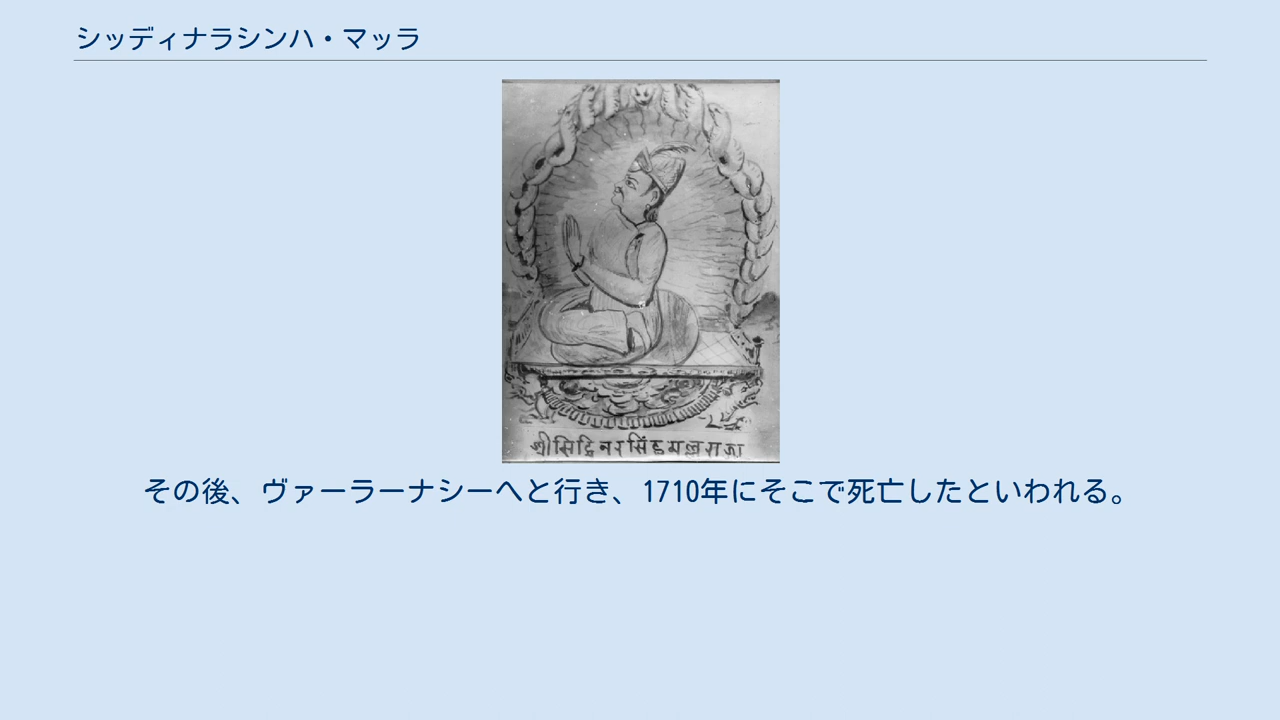 シッディナラシンハ・マッラ
श्री सिद्धि नर सिंह मल्ल राजा
その後、ヴァーラーナシーへと行き、1710年にそこで死亡したといわれる。